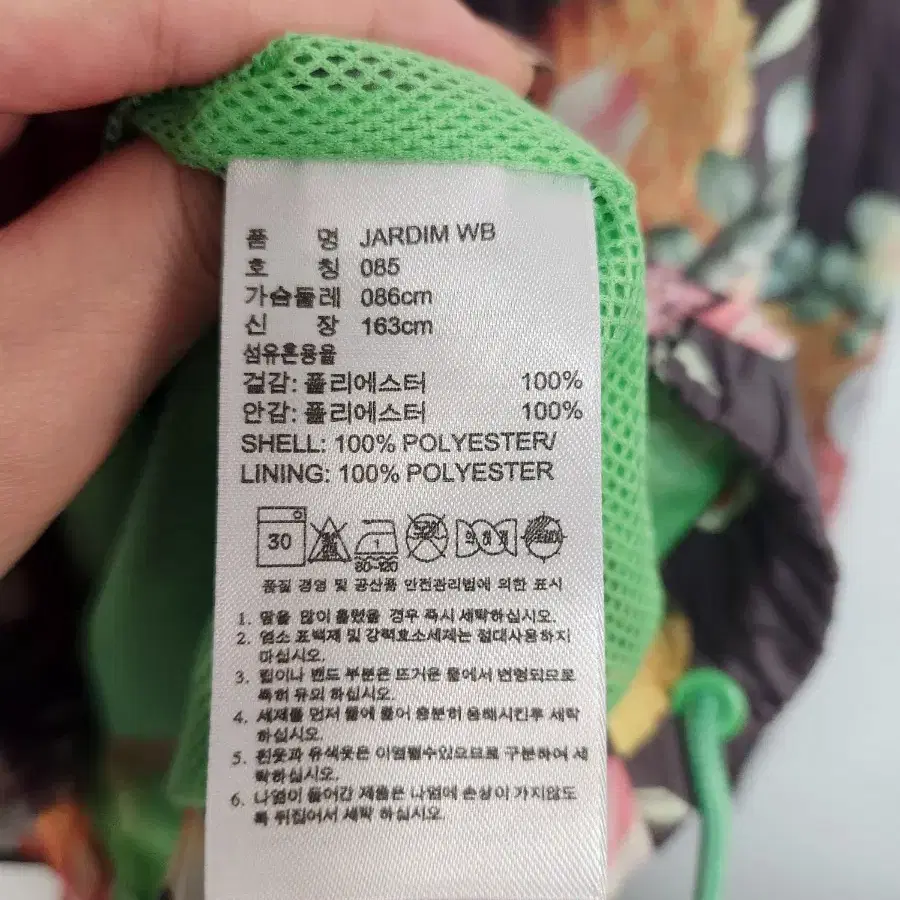 품 명 JARDIM WB
호 칭 085
가슴둘레 086cm
신 장 163cm
섬유혼용율
겉감: 폴리에스터 100%
안감: 폴리에스터 100%
SHELL: 100% POLYESTER/
LINING: 100% POLYESTER
30
80~120
품질 경영 및 공산품 안전관리법에 의한 표시
1. 땀을 많이 흘렸을 경우 즉시 세탁하십시오.
2. 염소 표백제 및 강력효소세제는 절대사용하지
마십시오.
3. 립이나 밴드 부분은 뜨거운 물에서 변형되므로
특히 유의 하십시오.
4. 세제를 먼저 물에 풀어 충분히 용해시킨후 세탁
하십시오.
5. 흰옷과 유색옷은 이염될수있으므로 구분하여 세
탁하십시오.
6. 나염이 들어간 제품은 나염에 손상이 가지않도
록 뒤집어서 세탁 하십시오.